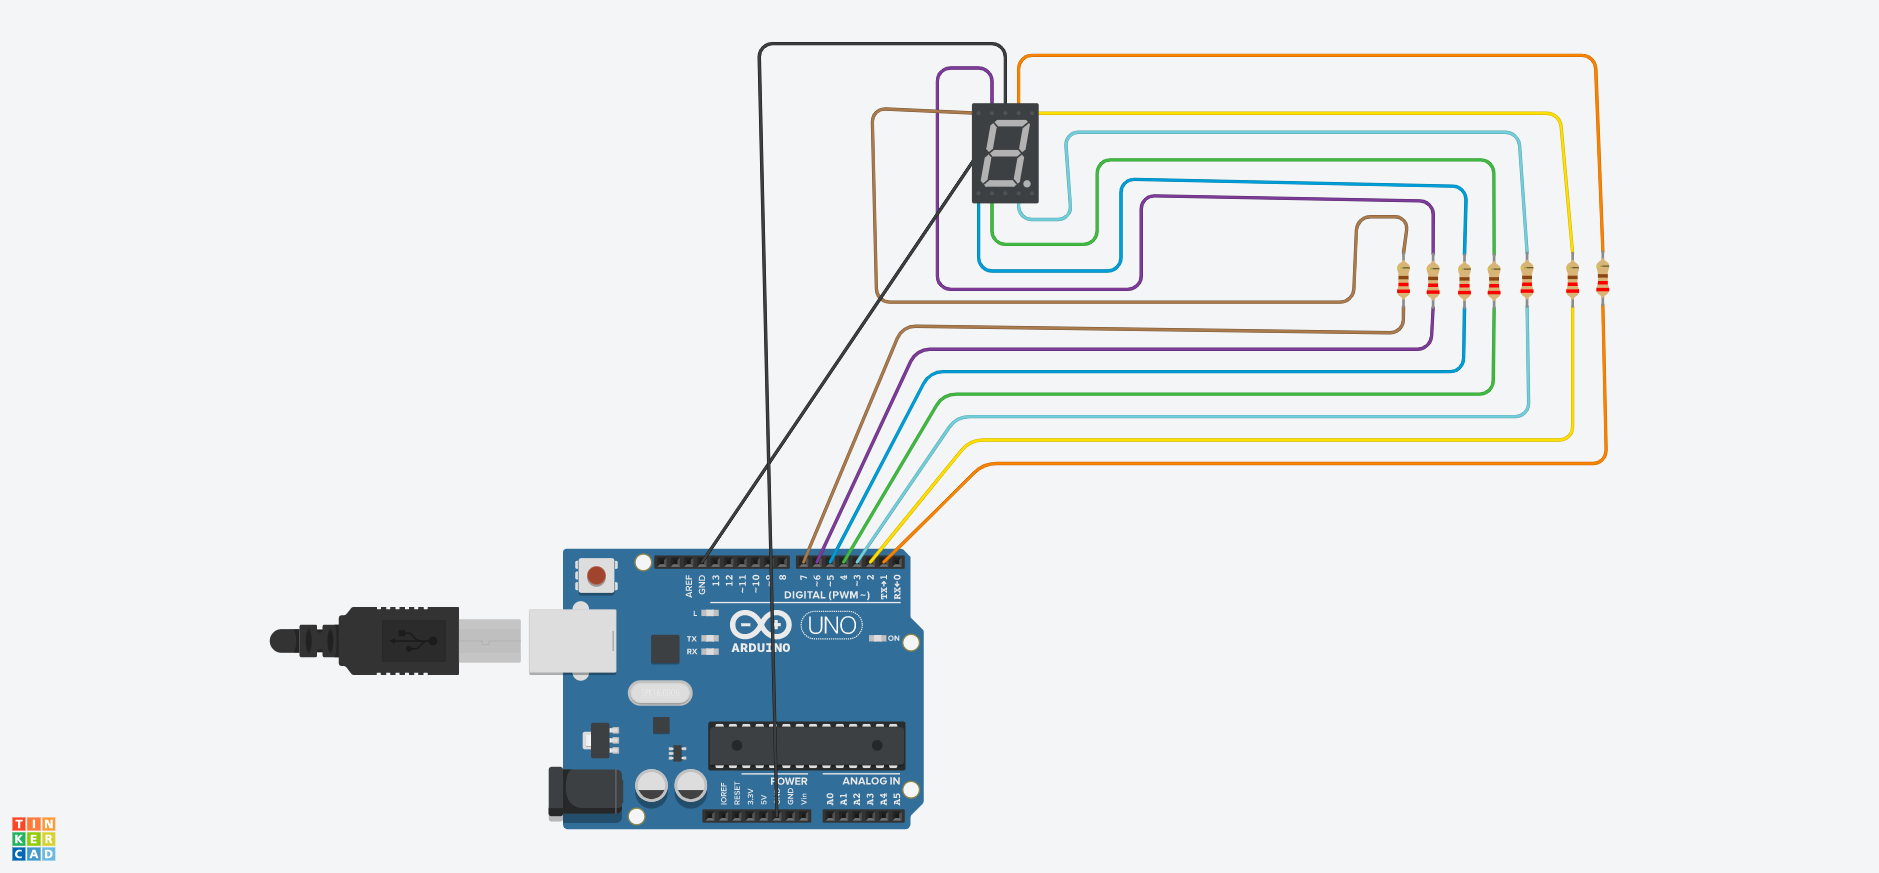 AREF
GND
13
12
~11
~10
~9
8
7
~6
~5
4
~3
2
TX→1
RX←0
DIGITAL (PWM~)
L
TX
RX
ARDUINO
UNO
ON
POWER
ANALOG IN
IOREF
RESET
3.3V
5V
GND
GND
Vin
A0
A1
A2
A3
A4
A5
TIN
KER
CAD